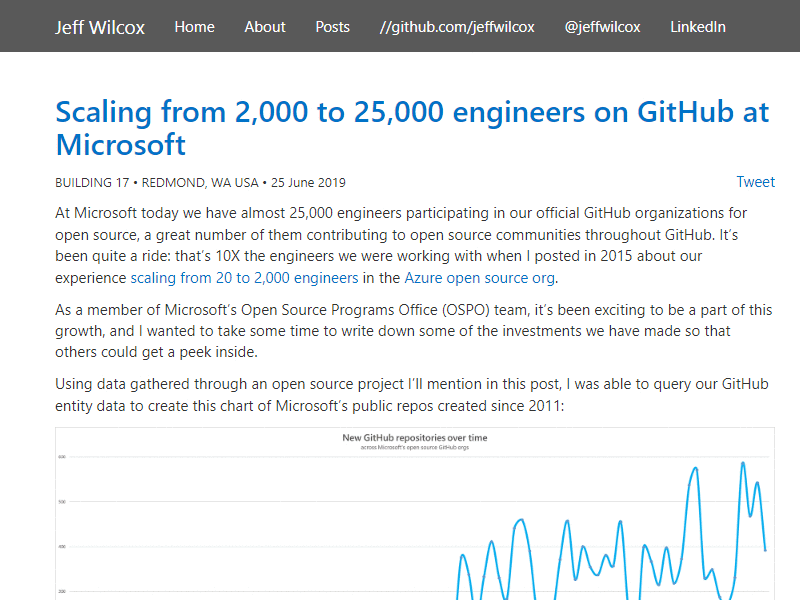 Jeff Wilcox Home About Posts //github.com/jeffwilcox @jeffwilcox LinkedIn
Scaling from 2,000 to 25,000 engineers on GitHub at
Microsoft
BUILDING 17 • REDMOND, WA USA • 25 June 2019 Tweet
At Microsoft today we have almost 25,000 engineers participating in our official GitHub organizations for
open source, a great number of them contributing to open source communities throughout GitHub. It’s
been quite a ride: that’s 10X the engineers we were working with when I posted in 2015 about our
experience scaling from 20 to 2,000 engineers in the Azure open source org.
As a member of Microsoft’s Open Source Programs Office (OSPO) team, it’s been exciting to be a part of this
growth, and I wanted to take some time to write down some of the investments we have made so that
others could get a peek inside.
Using data gathered through an open source project I’ll mention in this post, I was able to query our GitHub
entity data to create this chart of Microsoft’s public repos created since 2011:
New GitHub repositories over time
across Microsoft's open source GitHub orgs
600
500
400